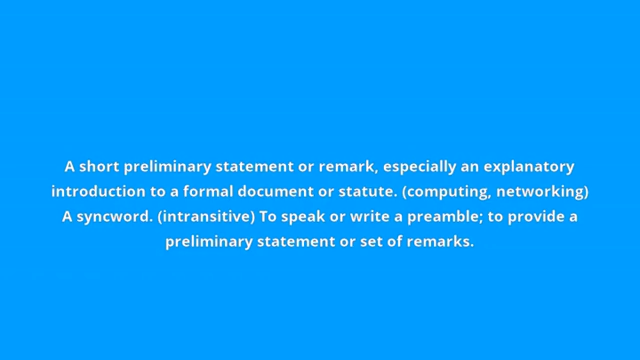 A short preliminary statement or remark, especially an explanatory
introduction to a formal document or statute. (computing, networking)
A syncword. (intransitive) To speak or write a preamble; to provide a
preliminary statement or set of remarks.